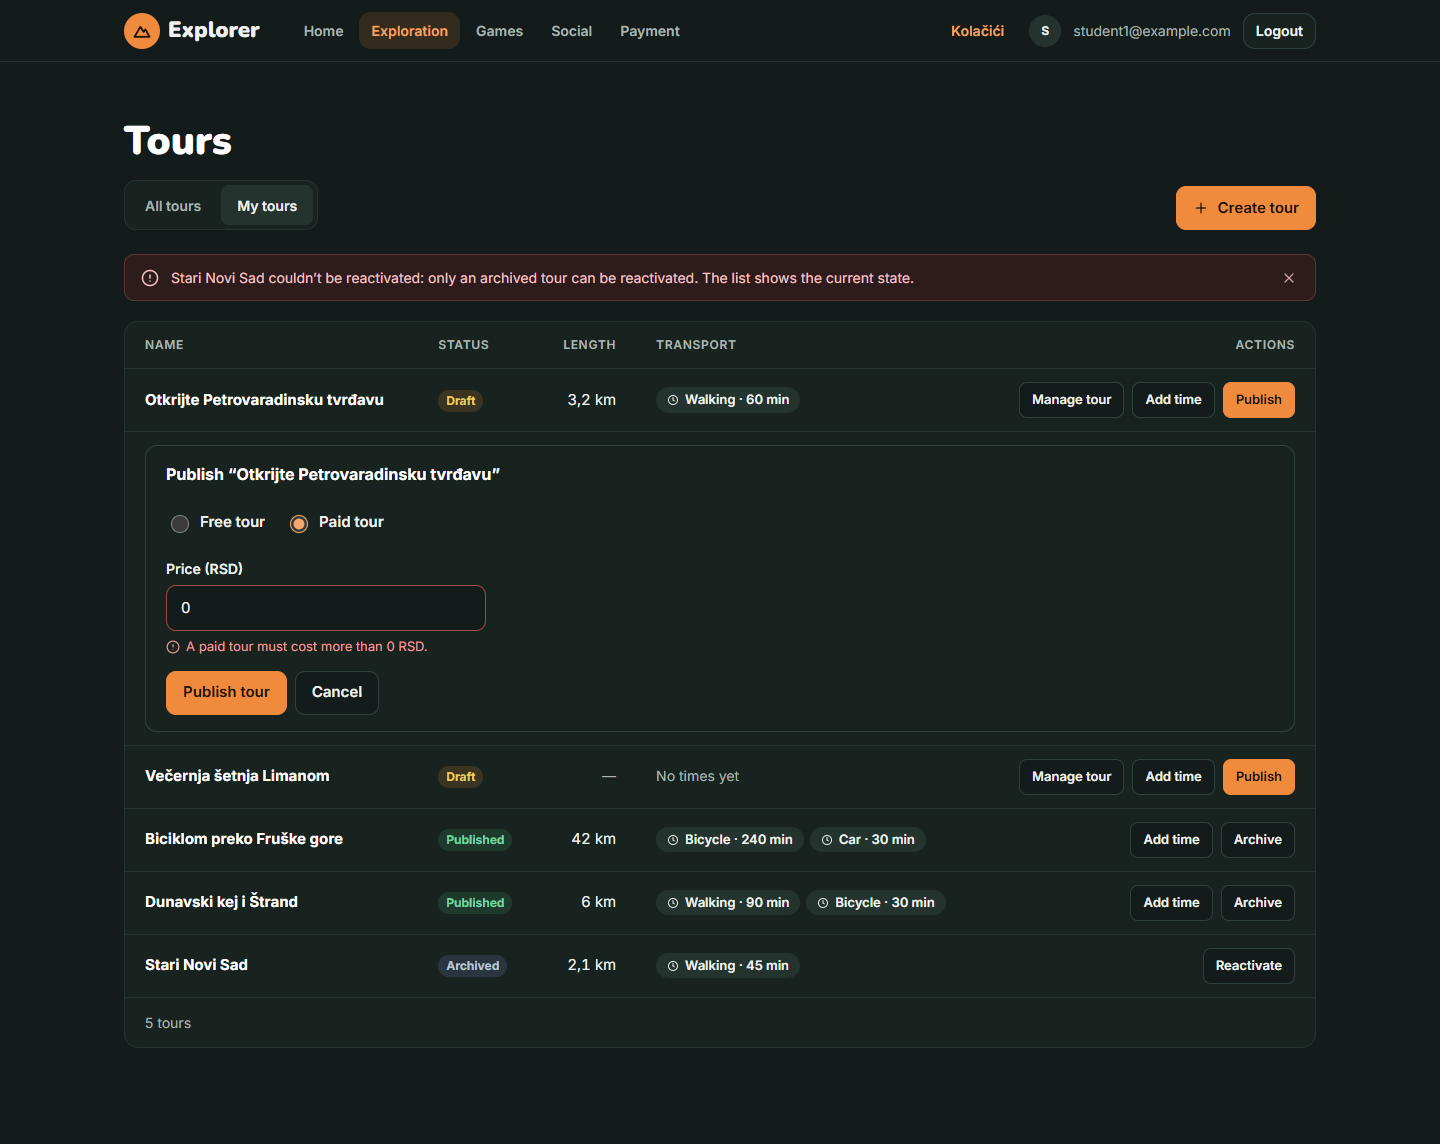 Explorer Home Exploration Games Social Payment Kolačići S student1@example.com Logout
Tours
All tours My tours + Create tour
Stari Novi Sad couldn’t be reactivated: only an archived tour can be reactivated. The list shows the current state.
NAME STATUS LENGTH TRANSPORT ACTIONS
Otkrijte Petrovaradinsku tvrđavu Draft 3,2 km Walking · 60 min Manage tour Add time Publish
Publish “Otkrijte Petrovaradinsku tvrđavu”
Free tour Paid tour
Price (RSD)
0
A paid tour must cost more than 0 RSD.
Publish tour Cancel
Večernja šetnja Limanom Draft — No times yet Manage tour Add time Publish
Biciklom preko Fruške gore Published 42 km Bicycle · 240 min Car · 30 min Add time Archive
Dunavski kej i Štrand Published 6 km Walking · 90 min Bicycle · 30 min Add time Archive
Stari Novi Sad Archived 2,1 km Walking · 45 min Reactivate
5 tours